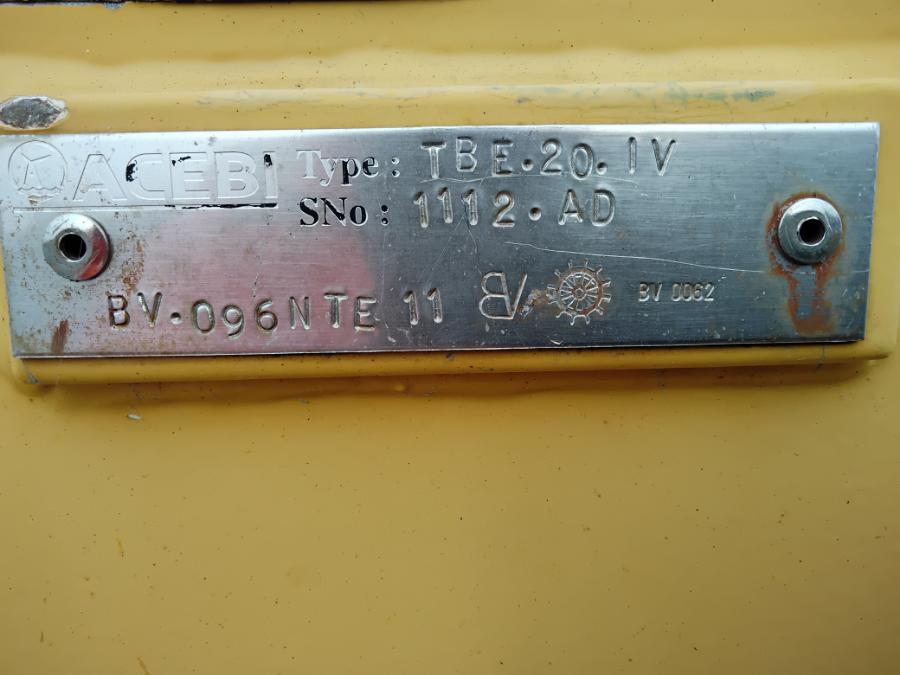 ACEBI Type : TBE.20.IV
SNo : 1112.AD
BV.096NTE 11 BV BV 0062